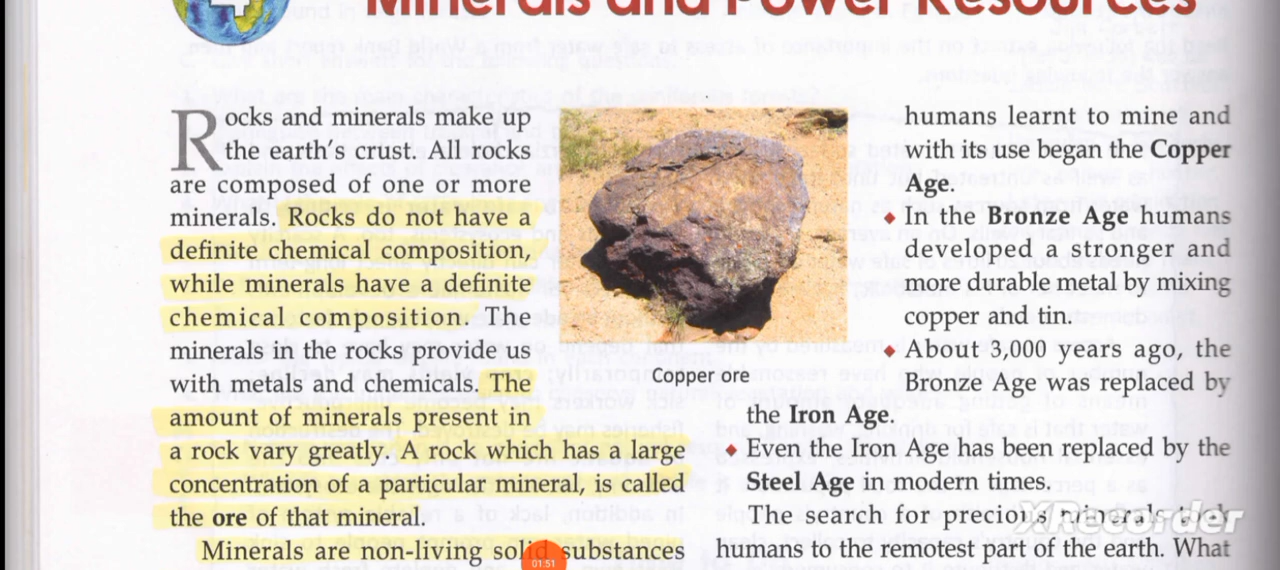 Minerals and Power Resources
Rocks and minerals make up
the earth's crust. All rocks
are composed of one or more
minerals. Rocks do not have a
definite chemical composition,
while minerals have a definite
chemical composition. The
minerals in the rocks provide us
with metals and chemicals. The
amount of minerals present in
a rock vary greatly. A rock which has a large
concentration of a particular mineral, is called
the ore of that mineral.
Minerals are non-living solid substances
Copper ore
humans learnt to mine and
with its use began the Copper
Age.
♦ In the Bronze Age humans
developed a stronger and
more durable metal by mixing
copper and tin.
♦ About 3,000 years ago, the
Bronze Age was replaced by
the Iron Age.
♦ Even the Iron Age has been replaced by the
Steel Age in modern times.
The search for precious minerals
humans to the remotest part of the earth. What
XRecorder
01:51